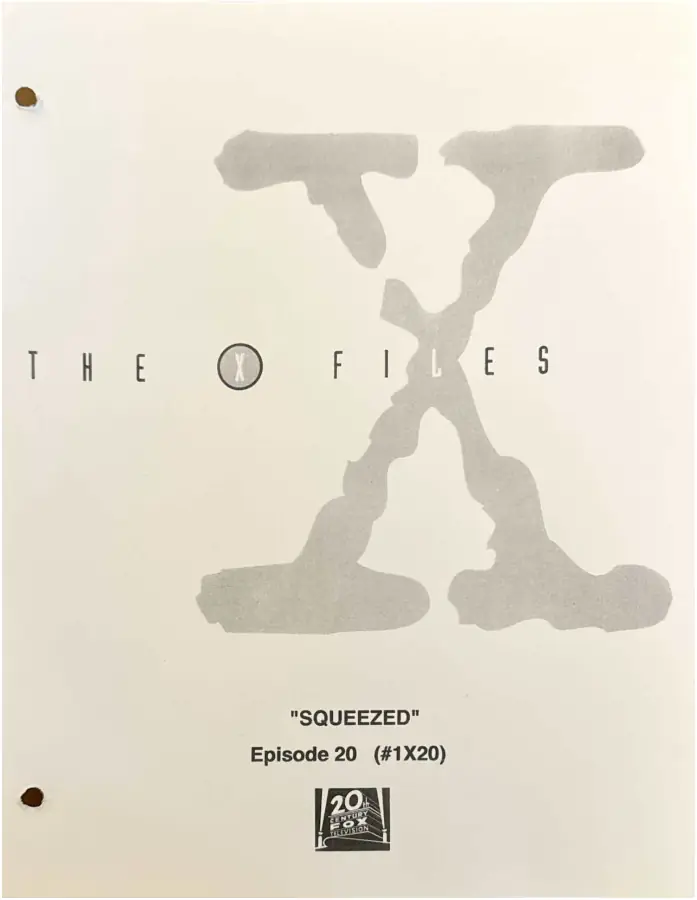 THE X FILES
"SQUEEZED"
Episode 20 (#1X20)
20th
CENTURY
FOX
TELEVISION